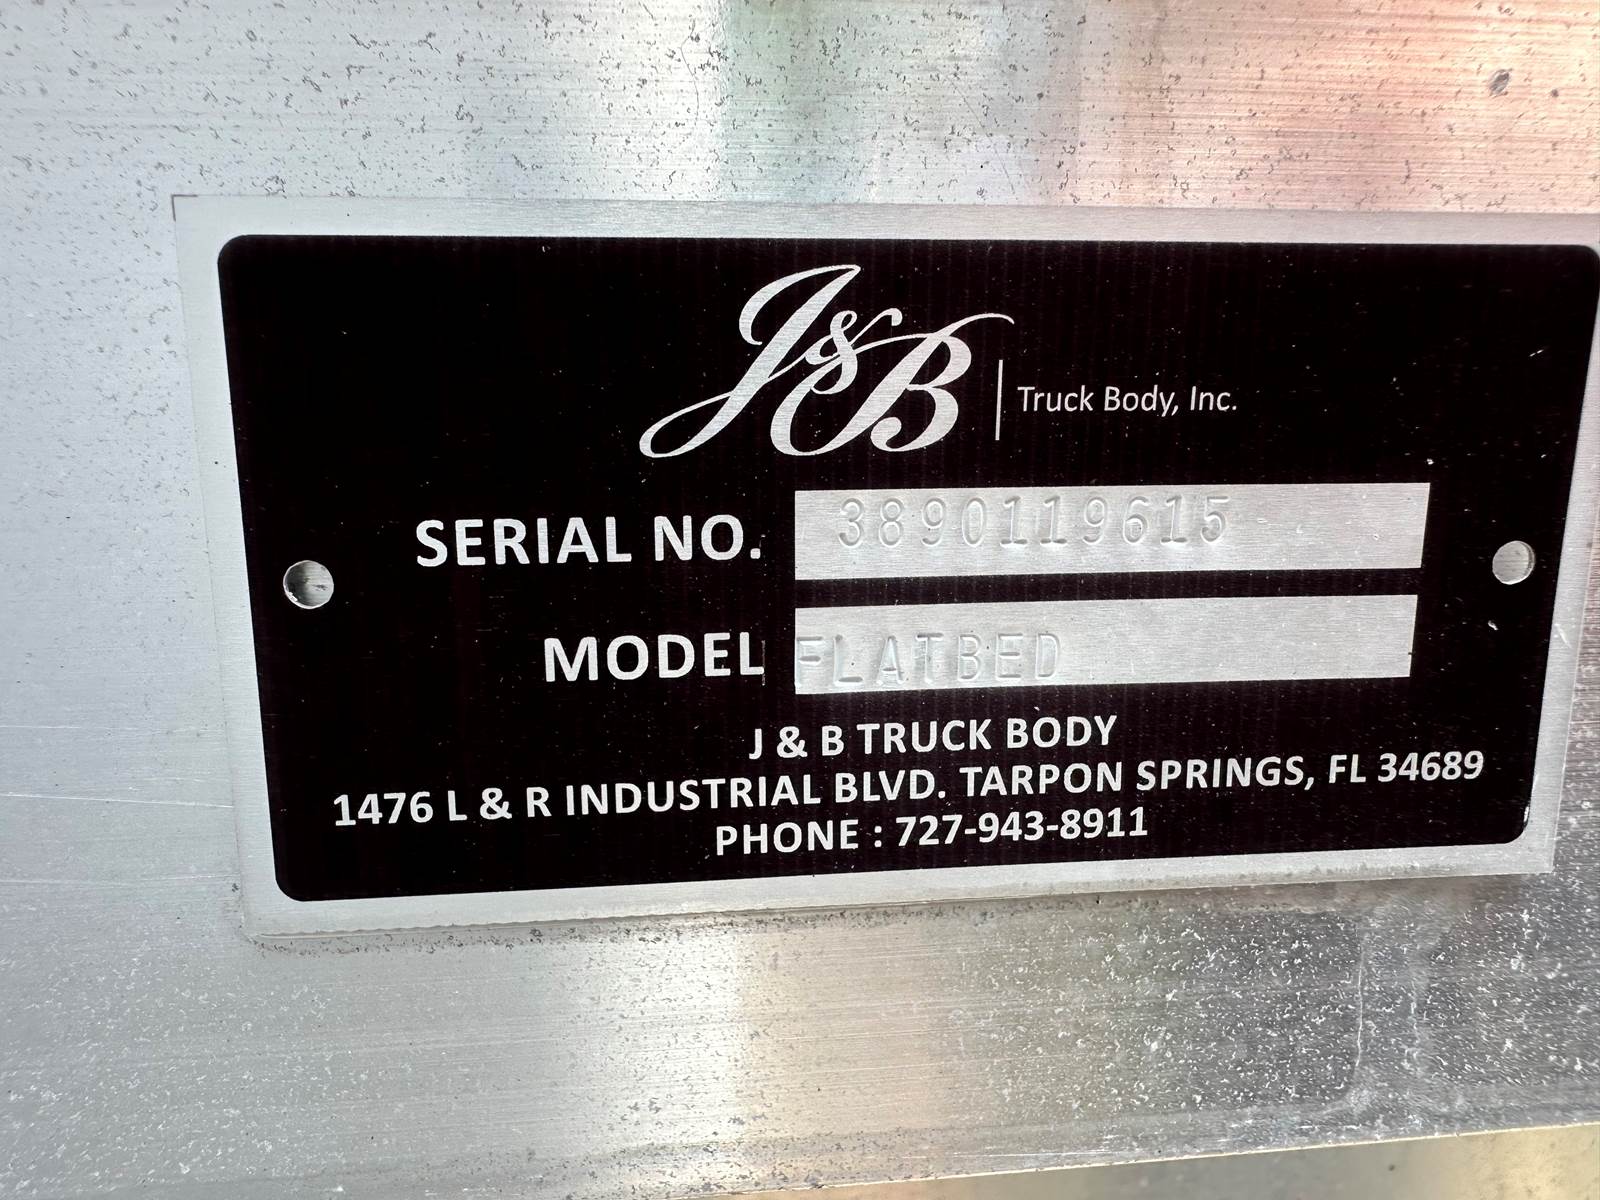 J&B | Truck Body, Inc.
SERIAL NO. 3890119615
MODEL FLATBED
J & B TRUCK BODY
1476 L & R INDUSTRIAL BLVD. TARPON SPRINGS, FL 34689
PHONE : 727-943-8911